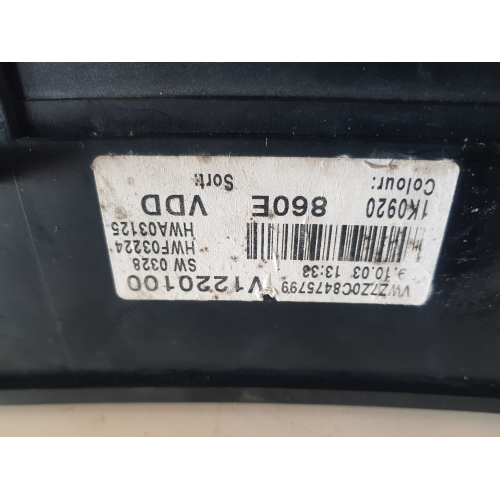 VWZ7Z0C8475799 V1220100
9.10.03 13:38 SW 0328
HWF03224
HWA03125
1K0920 860E VDD
Colour: Sort: